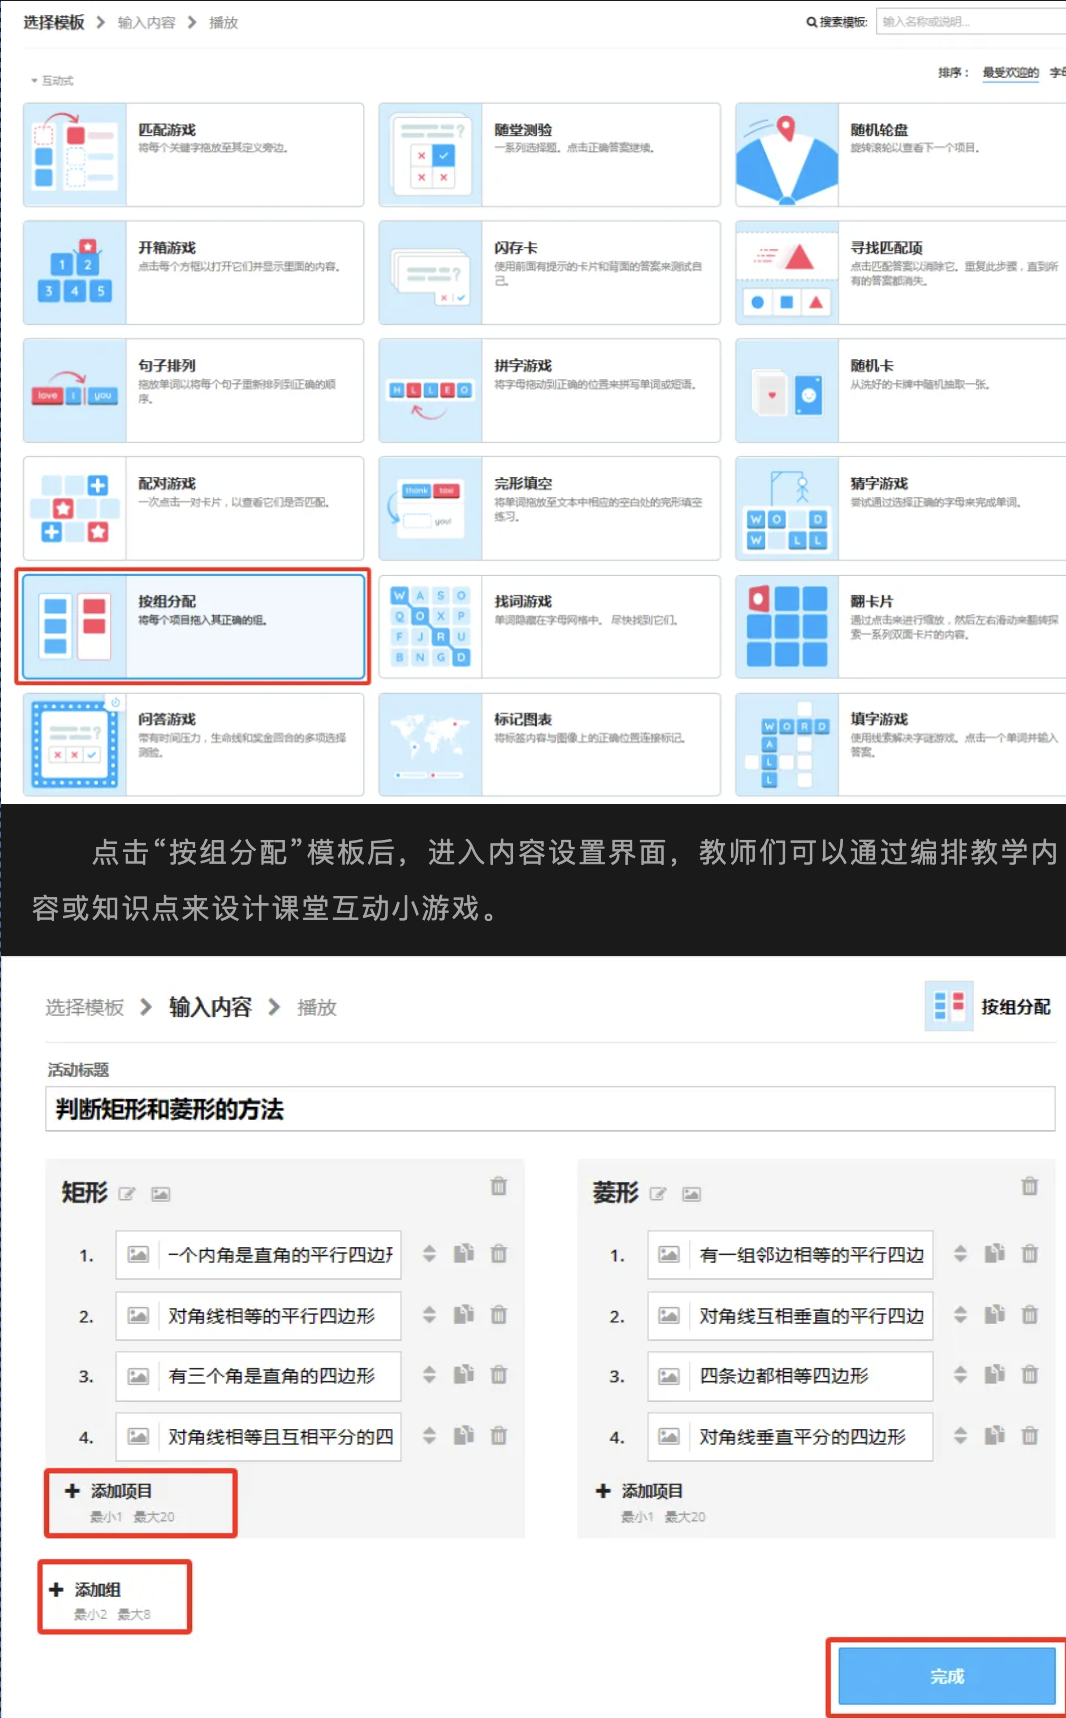 选择模板 输入内容 播放
搜索模板: 输入名称或说明...
排序： 最受欢迎的
互动式
匹配游戏
将每个关键字拖放至其定义旁边。
随堂测验
一系列选择题。点击正确答案继续。
随机轮盘
旋转滚轮以查看下一个项目。
1 2
3 4 5
开箱游戏
点击每个方框以打开它们并显示里面的内容。
闪存卡
使用前面有提示的卡片和背面的答案来测试自
己。
寻找匹配项
点击匹配答案以消除它。重复此步骤，直到所
有的答案都消失。
love I you
句子排列
拖放单词以将每个句子重新排列到正确的顺
序。
H L L E O
拼字游戏
将字母拖动到正确的位置来拼写单词或短语。
随机卡
从洗好的卡牌中随机抽取一张。
配对游戏
一次点击一对卡片，以查看它们是否匹配。
thank taxi
you!
完形填空
将单词拖放至文本中相应的空白处的完形填空
练习。
W O D
W L L
猜字游戏
尝试通过选择正确的字母来完成单词。
按组分配
将每个项目拖入其正确的组。
W A S O
Q O X P
F J R U
B N G D
找词游戏
单词隐藏在字母网格中。 尽快找到它们。
翻卡片
通过点击来进行缩放，然后左右滑动来翻转探
索一系列双面卡片的内容。
问答游戏
带有时间压力，生命线和奖金回合的多项选择
测验。
标记图表
将标签内容与图像上的正确位置连接标记。
W O R D
A
L
L
填字游戏
使用线索解决字谜游戏。点击一个单词并输入
答案。
点击“按组分配”模板后，进入内容设置界面，教师们可以通过编排教学内
容或知识点来设计课堂互动小游戏。
选择模板 输入内容 播放
按组分配
活动标题
判断矩形和菱形的方法
矩形
1. 一个内角是直角的平行四边形
2. 对角线相等的平行四边形
3. 有三个角是直角的四边形
4. 对角线相等且互相平分的四
添加项目
最小1 最大20
菱形
1. 有一组邻边相等的平行四边
2. 对角线互相垂直的平行四边
3. 四条边都相等四边形
4. 对角线垂直平分的四边形
添加项目
最小1 最大20
添加组
最小2 最大8
完成